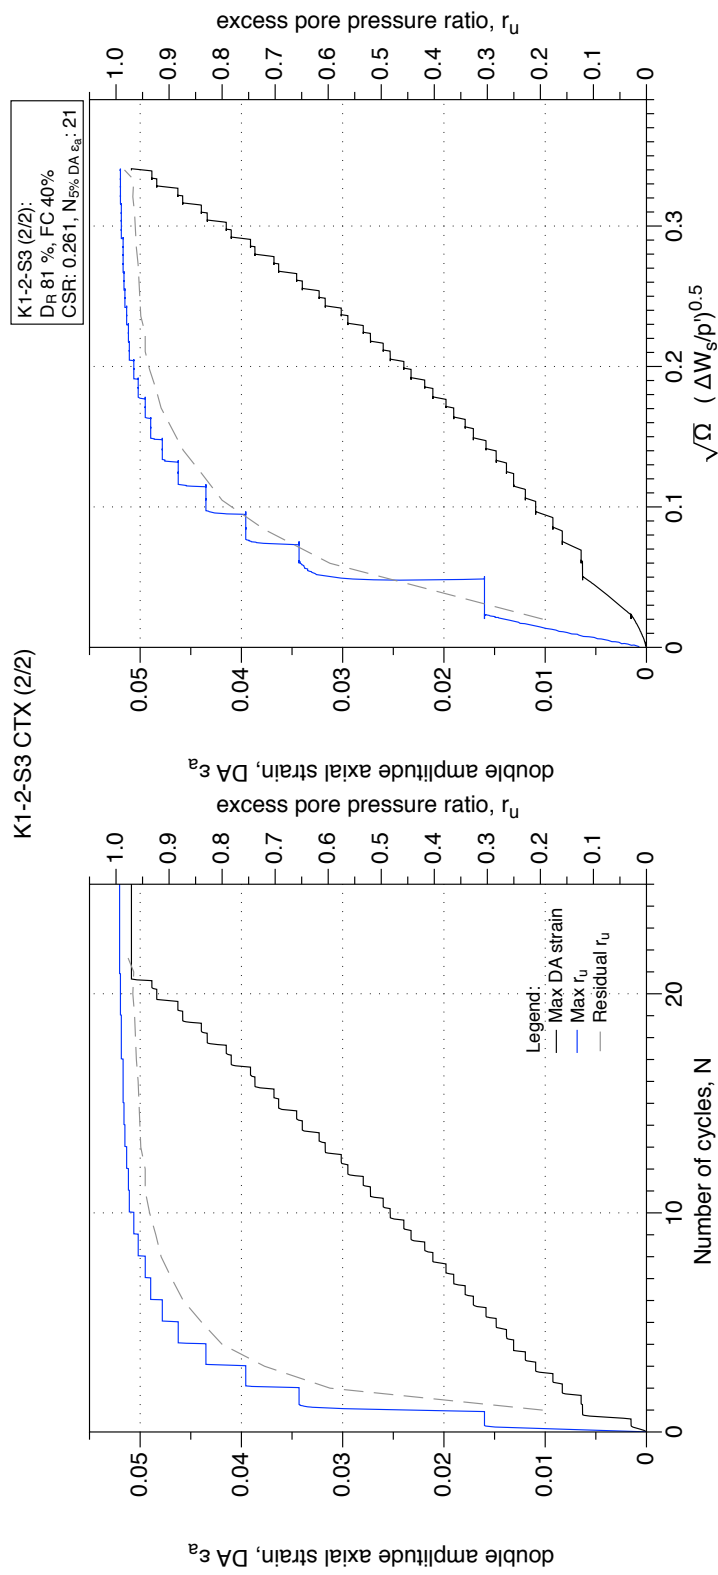 K1-2-S3 CTX (2/2)
double amplitude axial strain, DA εa
0
0.01
0.02
0.03
0.04
0.05
0
10
20
Number of cycles, N
0
0.1
0.2
0.3
0.4
0.5
0.6
0.7
0.8
0.9
1.0
excess pore pressure ratio, ru
Legend:
Max DA strain
Max ru
Residual ru
double amplitude axial strain, DA εa
0
0.01
0.02
0.03
0.04
0.05
0
0.1
0.2
0.3
√Ω ( ΔWs/p')0.5
0
0.1
0.2
0.3
0.4
0.5
0.6
0.7
0.8
0.9
1.0
excess pore pressure ratio, ru
K1-2-S3 (2/2):
DR 81 %, FC 40%
CSR: 0.261, N5% DA εa: 21